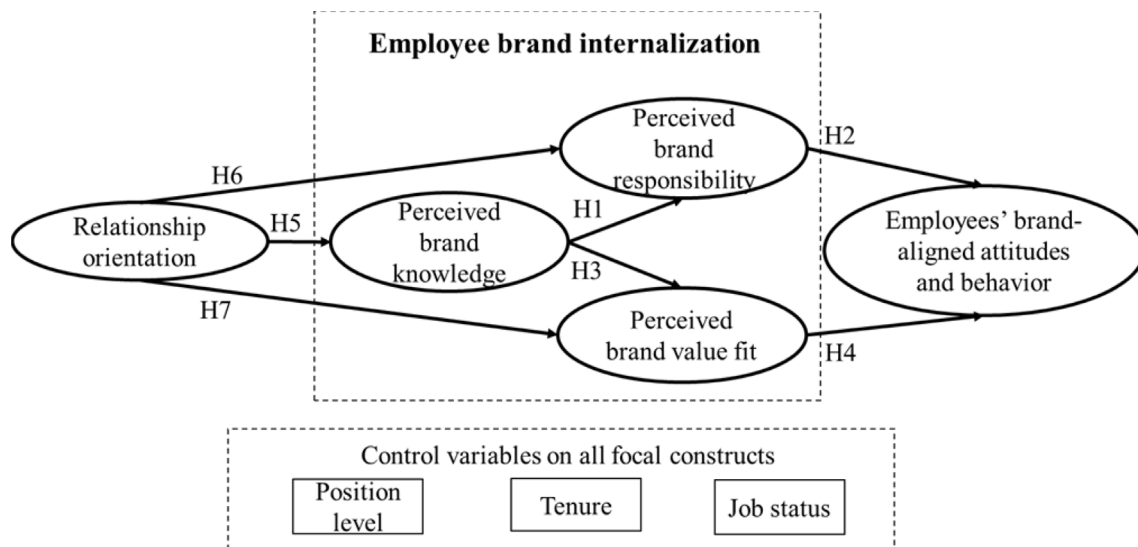 Employee brand internalization
Perceived
brand
responsibility
H2
H6
H1
Relationship
orientation
H5
Perceived
brand
knowledge
Employees’ brand-
aligned attitudes
and behavior
H3
H7
Perceived
brand value fit
H4
Control variables on all focal constructs
Position
level
Tenure
Job status